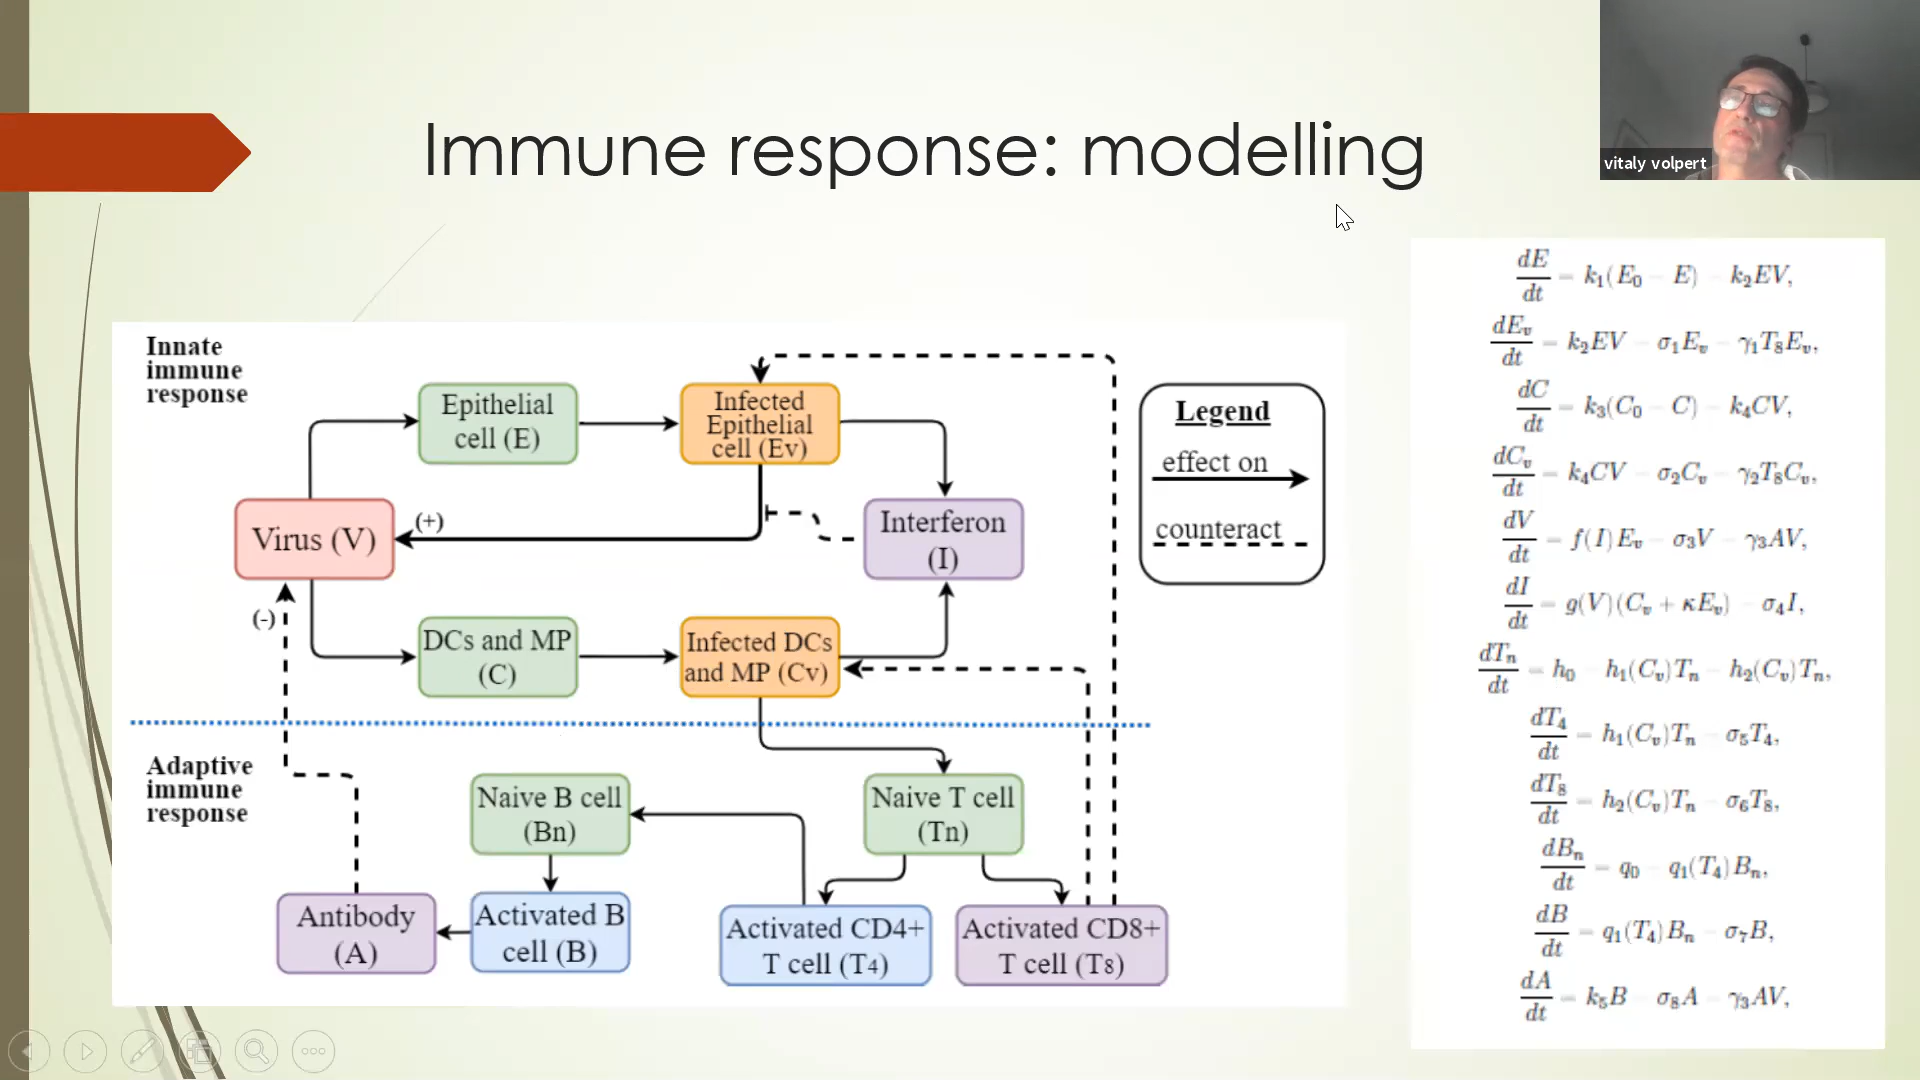 Immune response: modelling
vitaly volpert
Innate
immune
response
Epithelial
cell (E)
Infected
Epithelial
cell (Ev)
Legend
effect on
counteract
Virus (V)
(+)
Interferon
(I)
(-)
DCs and MP
(C)
Infected DCs
and MP (Cv)
Adaptive
immune
response
Naive B cell
(Bn)
Naive T cell
(Tn)
Antibody
(A)
Activated B
cell (B)
Activated CD4+
T cell (T4)
Activated CD8+
T cell (T8)
dE/dt = k₁(E₀ − E) − k₂EV,
dEᵥ/dt = k₂EV − σ₁Eᵥ − γ₁T₈Eᵥ,
dC/dt = k₃(C₀ − C) − k₄CV,
dCᵥ/dt = k₄CV − σ₂Cᵥ − γ₂T₈Cᵥ,
dV/dt = f(I)Eᵥ − σ₃V − γ₃AV,
dI/dt = g(V)(Cᵥ + κEᵥ) − σ₄I,
dTₙ/dt = h₀ − h₁(Cᵥ)Tₙ − h₂(Cᵥ)Tₙ,
dT₄/dt = h₁(Cᵥ)Tₙ − σ₅T₄,
dT₈/dt = h₂(Cᵥ)Tₙ − σ₆T₈,
dBₙ/dt = q₀ − q₁(T₄)Bₙ,
dB/dt = q₁(T₄)Bₙ − σ₇B,
dA/dt = k₅B − σ₈A − γ₃AV,